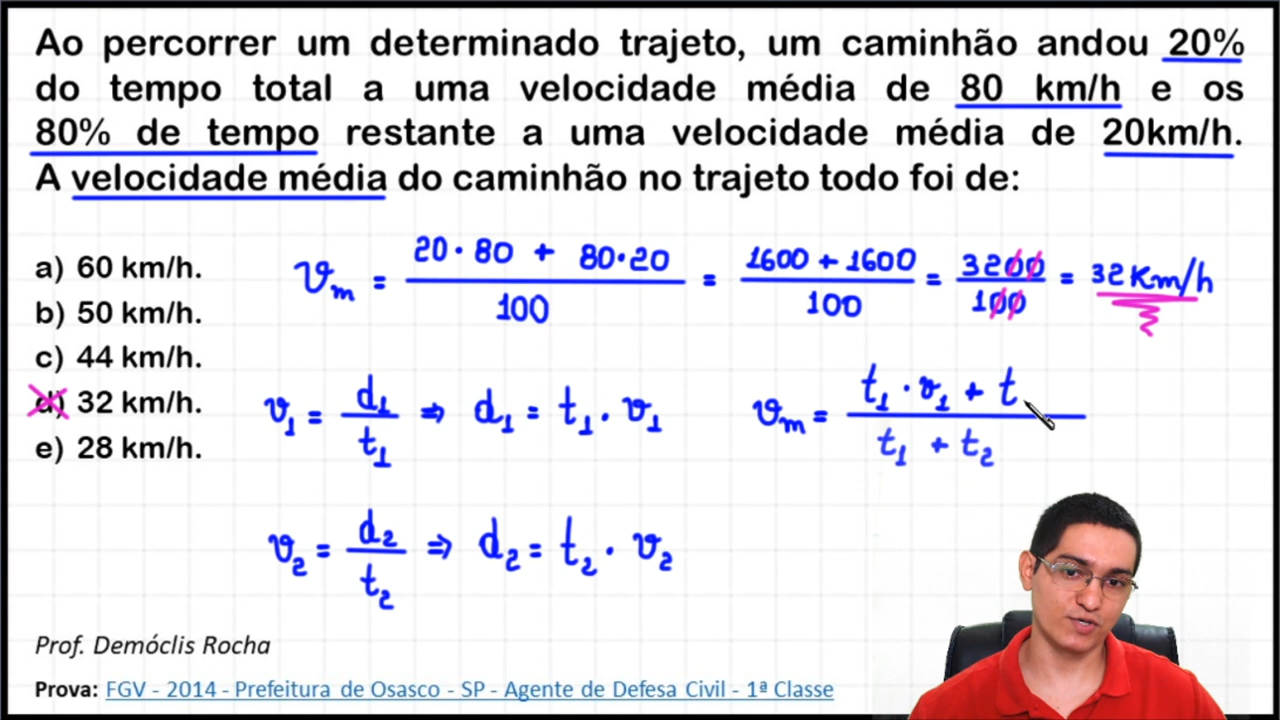 Ao percorrer um determinado trajeto, um caminhão andou 20%
do tempo total a uma velocidade média de 80 km/h e os
80% de tempo restante a uma velocidade média de 20km/h.
A velocidade média do caminhão no trajeto todo foi de:
a) 60 km/h.
b) 50 km/h.
c) 44 km/h.
d) 32 km/h.
e) 28 km/h.
vₘ = (20 · 80 + 80 · 20) / 100 = (1600 + 1600) / 100 = 3200 / 100 = 32 Km/h
v₁ = d₁ / t₁ ⇒ d₁ = t₁ · v₁
vₘ = (t₁ · v₁ + t) / (t₁ + t₂)
v₂ = d₂ / t₂ ⇒ d₂ = t₂ · v₂
Prof. Demóclis Rocha
Prova: FGV - 2014 - Prefeitura de Osasco - SP - Agente de Defesa Civil - 1ª Classe